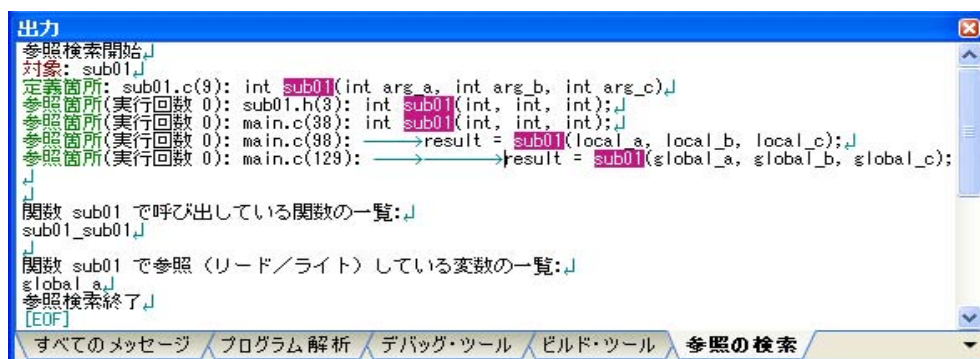 出力
参照検索開始↲
対象: sub01↲
定義箇所: sub01.c(9): int sub01(int arg_a, int arg_b, int arg_c)↲
参照箇所(実行回数 0): sub01.h(3): int sub01(int, int, int);↲
参照箇所(実行回数 0): main.c(38): int sub01(int, int, int);↲
参照箇所(実行回数 0): main.c(98): →result = sub01(local_a, local_b, local_c);↲
参照箇所(実行回数 0): main.c(129): →→result = sub01(global_a, global_b, global_c);
↲
↲
関数 sub01 で呼び出している関数の一覧:↲
sub01_sub01↲
↲
関数 sub01 で参照（リード／ライト）している変数の一覧:↲
global_a↲
参照検索終了↲
[EOF]
すべてのメッセージ / プログラム解析 / デバッグ・ツール / ビルド・ツール / 参照の検索